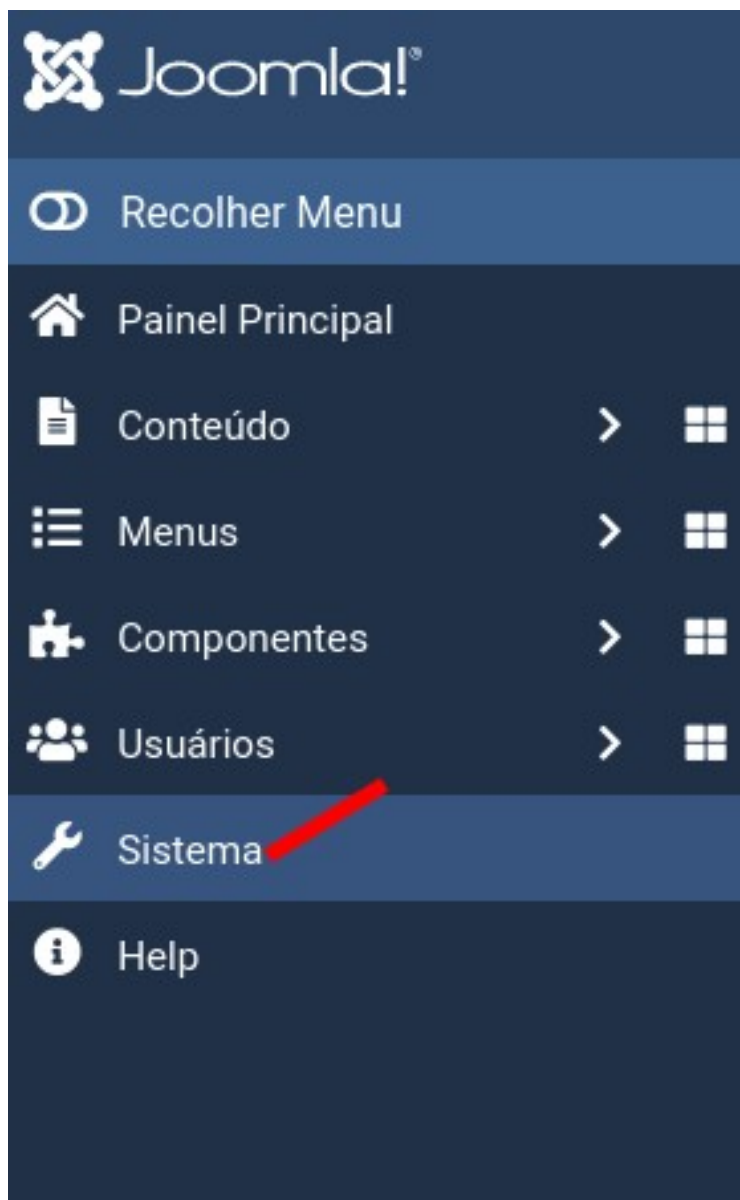 Joomla!®
Recolher Menu
Painel Principal
Conteúdo
Menus
Componentes
Usuários
Sistema
Help